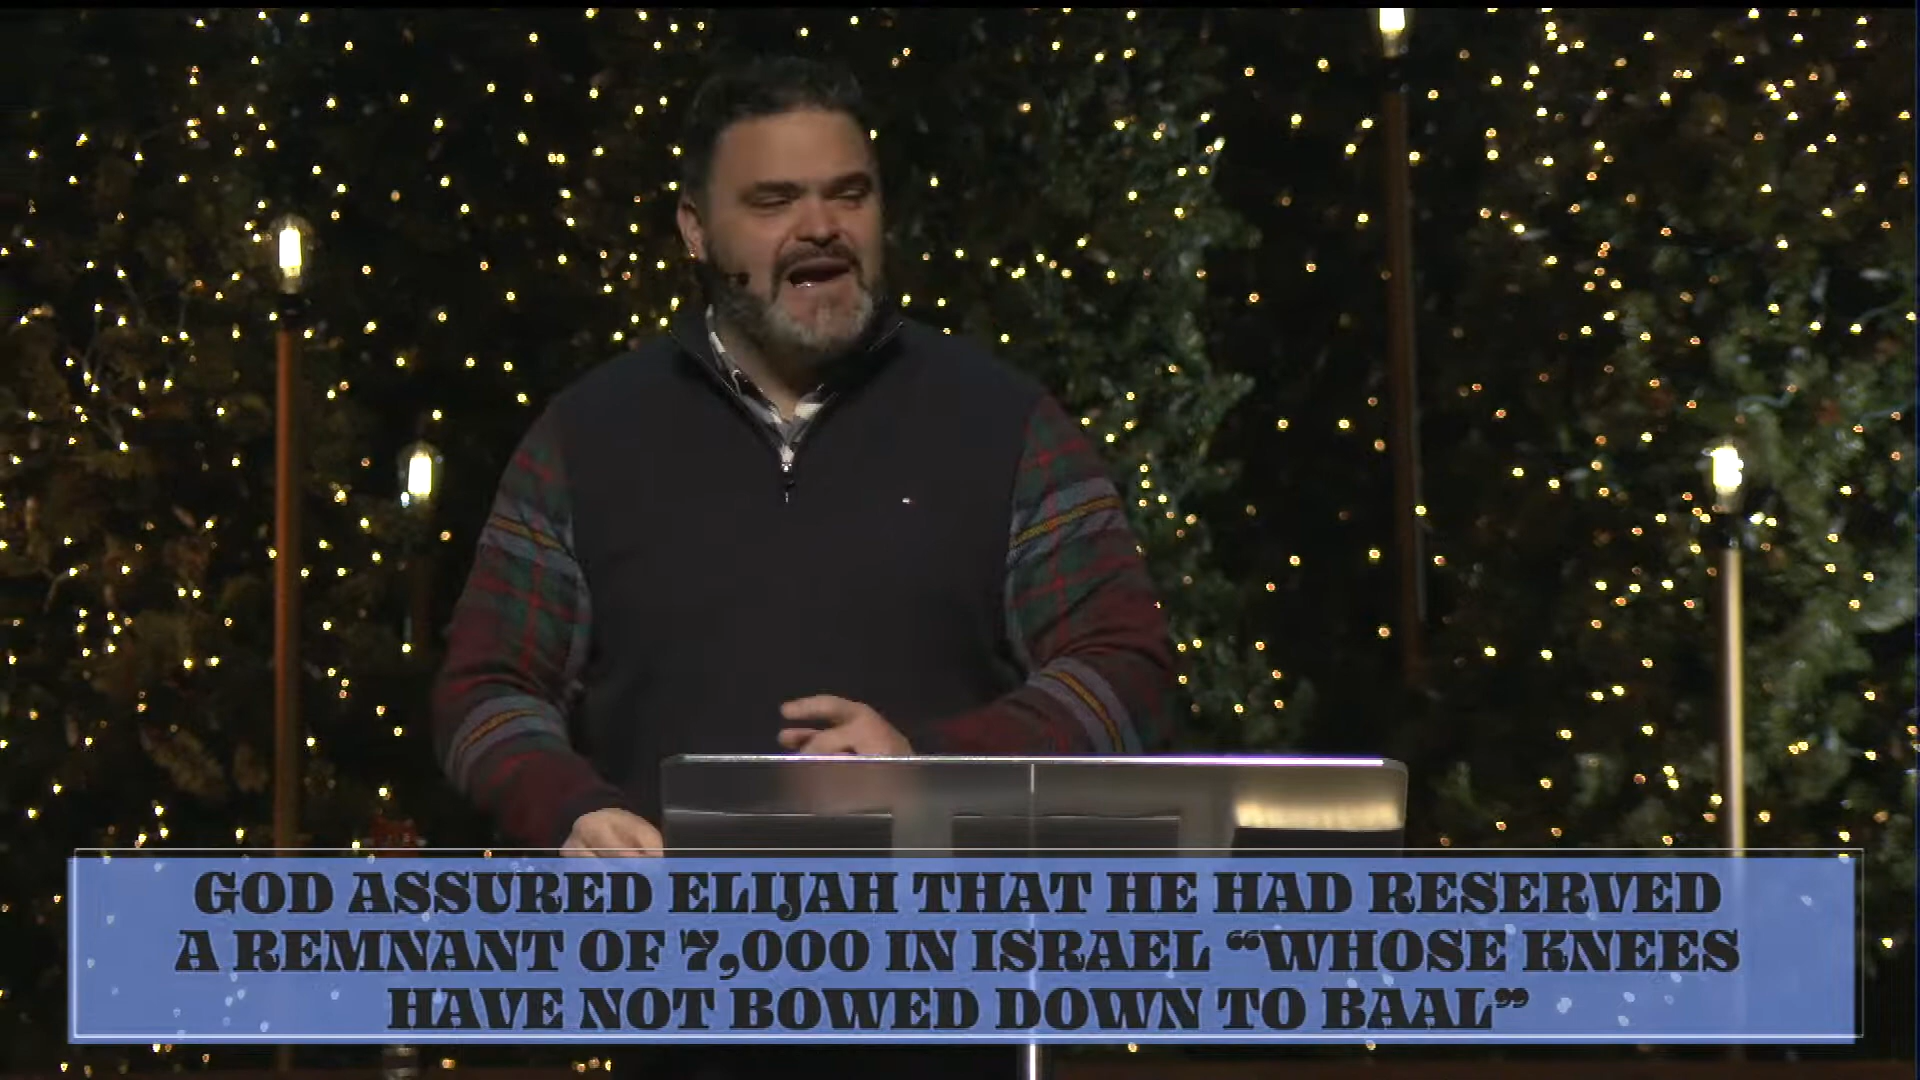 GOD ASSURED ELIJAH THAT HE HAD RESERVED
A REMNANT OF 7,000 IN ISRAEL “WHOSE KNEES
HAVE NOT BOWED DOWN TO BAAL”